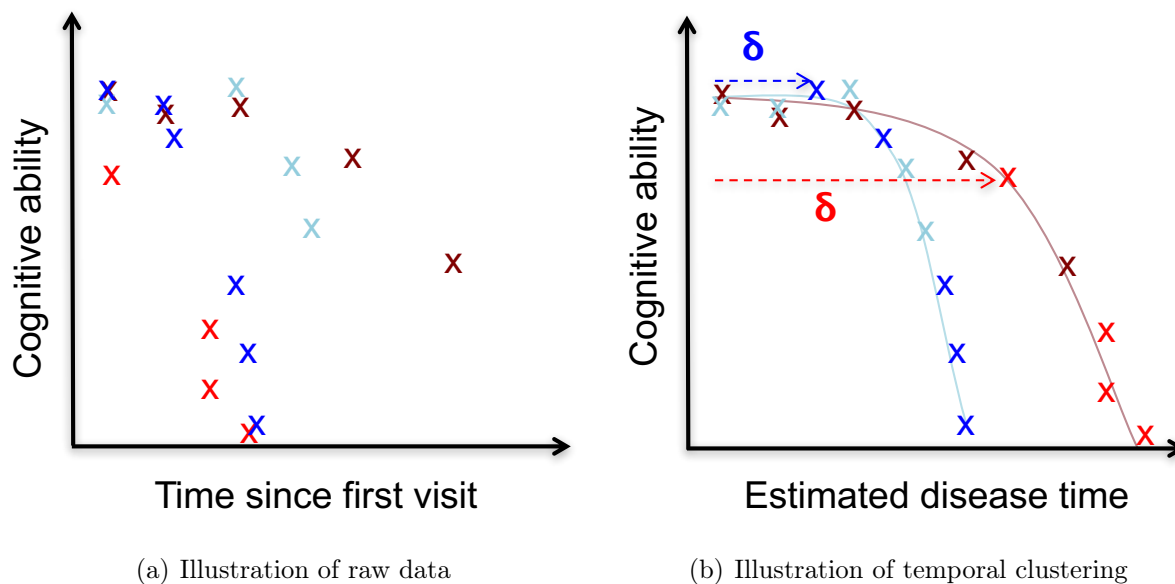 Cognitive ability
Time since first visit
(a) Illustration of raw data
δ
δ
Cognitive ability
Estimated disease time
(b) Illustration of temporal clustering